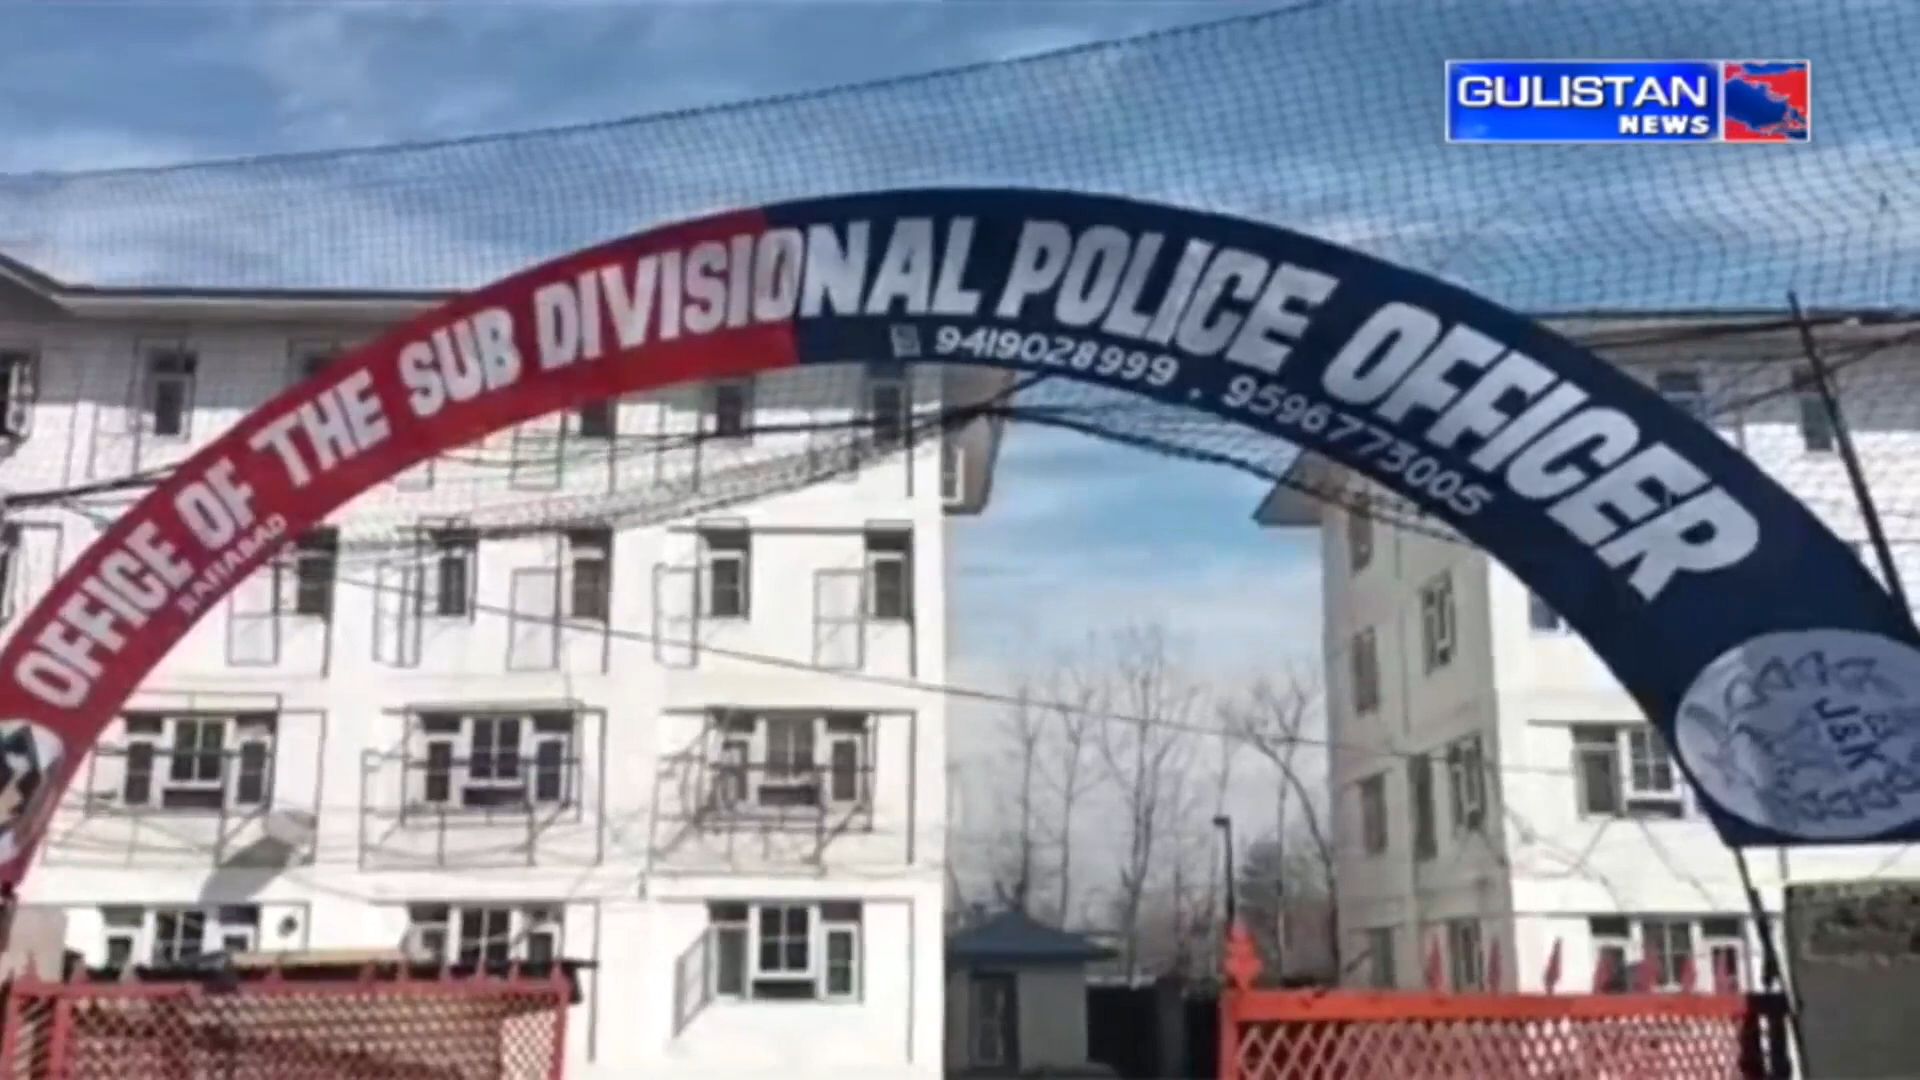 GULISTAN
NEWS
OFFICE OF THE SUB DIVISIONAL POLICE OFFICER
9419028999, 9596773005
J&K